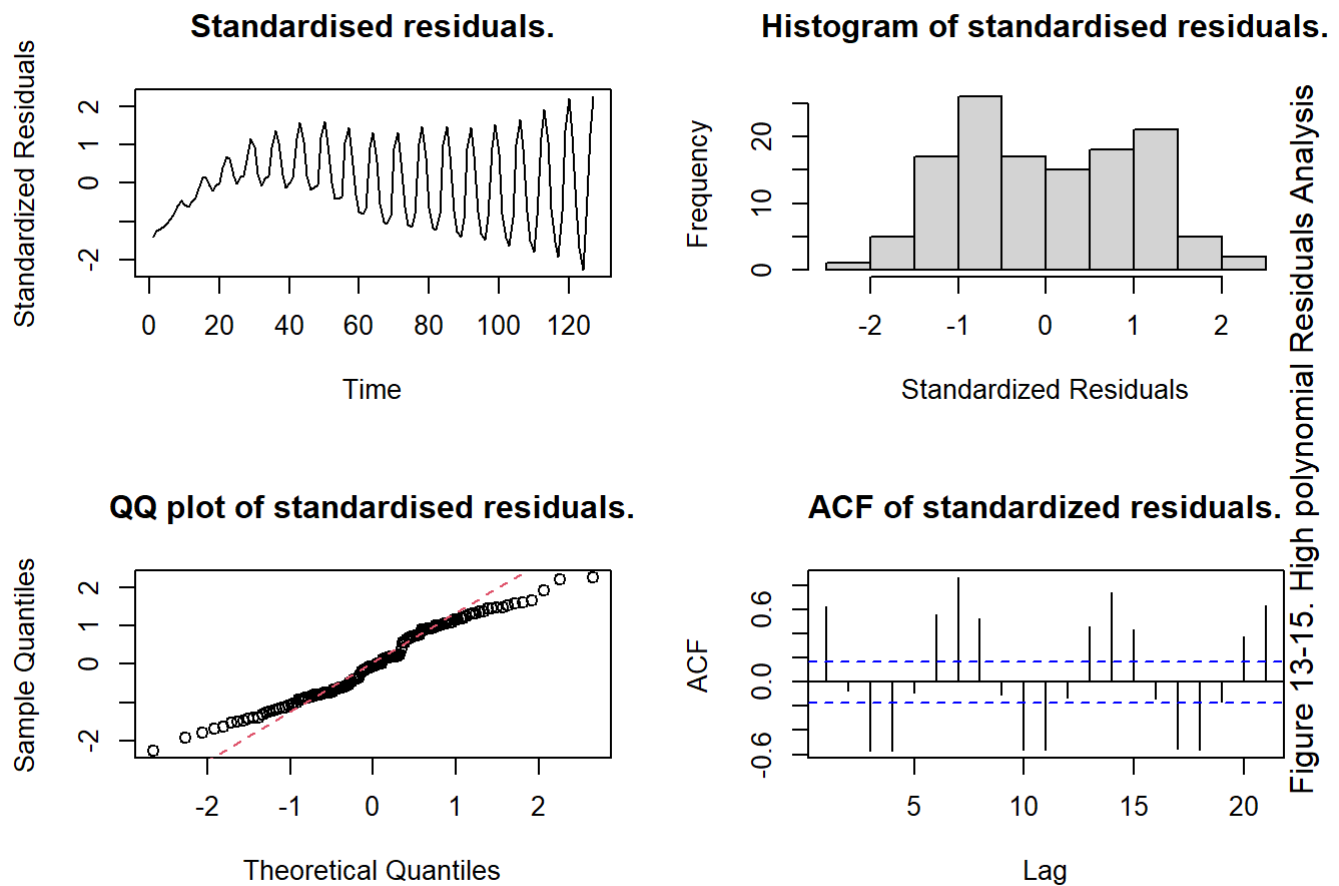 Standardised residuals.
Standardized Residuals
2
1
0
-2
0 20 40 60 80 100 120
Time
Histogram of standardised residuals.
Frequency
20
10
0
-2 -1 0 1 2
Standardized Residuals
QQ plot of standardised residuals.
Sample Quantiles
2
1
0
-2
-2 -1 0 1 2
Theoretical Quantiles
ACF of standardized residuals.
ACF
0.6
0.0
-0.6
5 10 15 20
Lag
Figure 13-15. High polynomial Residuals Analysis